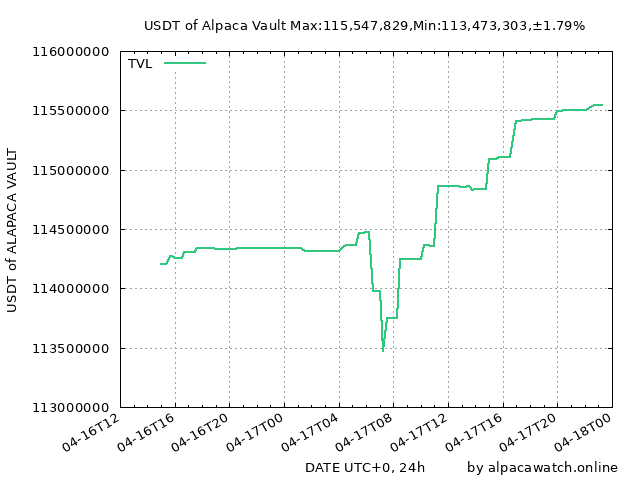 USDT of Alpaca Vault Max:115,547,829,Min:113,473,303,±1.79%
TVL
116000000
115500000
115000000
114500000
114000000
113500000
113000000
USDT of ALAPACA VAULT
04-16T12
04-16T16
04-16T20
04-17T00
04-17T04
04-17T08
04-17T12
04-17T16
04-17T20
04-18T00
DATE UTC+0, 24h by alpacawatch.online